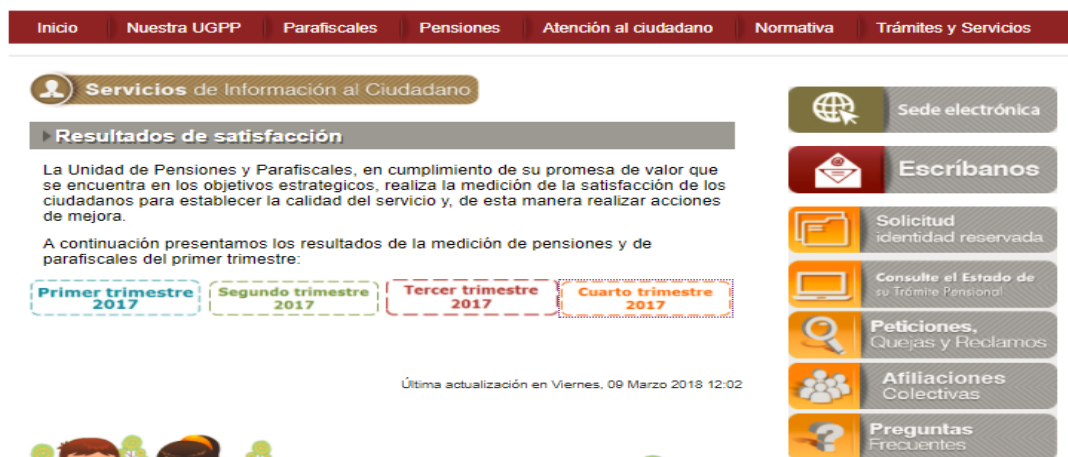 Inicio Nuestra UGPP Parafiscales Pensiones Atención al ciudadano Normativa Trámites y Servicios
Servicios de Información al Ciudadano
Resultados de satisfacción
La Unidad de Pensiones y Parafiscales, en cumplimiento de su promesa de valor que
se encuentra en los objetivos estrategicos, realiza la medición de la satisfacción de los
ciudadanos para establecer la calidad del servicio y, de esta manera realizar acciones
de mejora.
A continuación presentamos los resultados de la medición de pensiones y de
parafiscales del primer trimestre:
Primer trimestre
2017
Segundo trimestre
2017
Tercer trimestre
2017
Cuarto trimestre
2017
Última actualización en Viernes, 09 Marzo 2018 12:02
Sede electrónica
Escríbanos
Solicitud
identidad reservada
Consulte el Estado de
su Trámite Pensional
Peticiones,
Quejas y Reclamos
Afiliaciones
Colectivas
Preguntas
Frecuentes